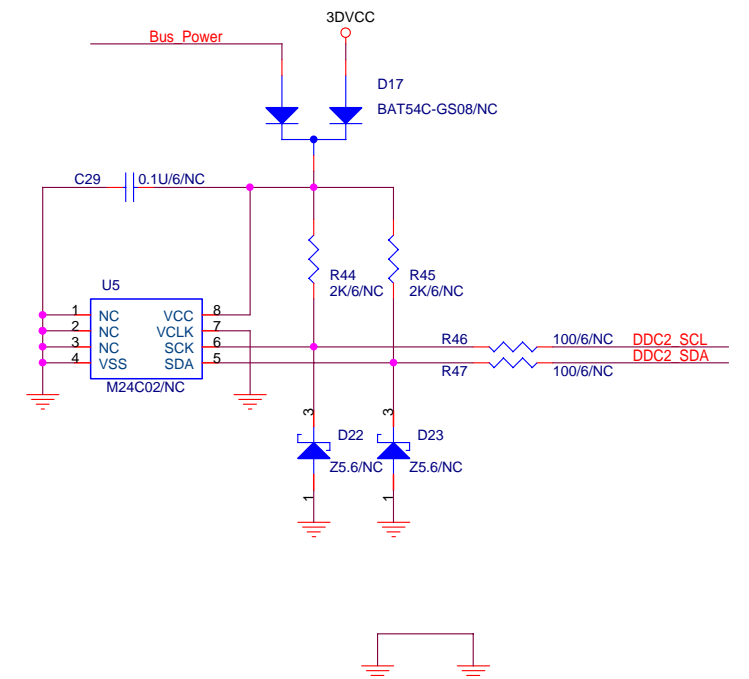 3DVCC
Bus_Power
D17
BAT54C-GS08/NC
C29 0.1U/6/NC
R44 R45
2K/6/NC 2K/6/NC
U5
1 NC VCC 8
2 NC VCLK 7
3 NC SCK 6
4 VSS SDA 5
M24C02/NC
R46 100/6/NC DDC2_SCL
DDC2_SDA
R47 100/6/NC
3 3
D22 D23
Z5.6/NC Z5.6/NC
1 1